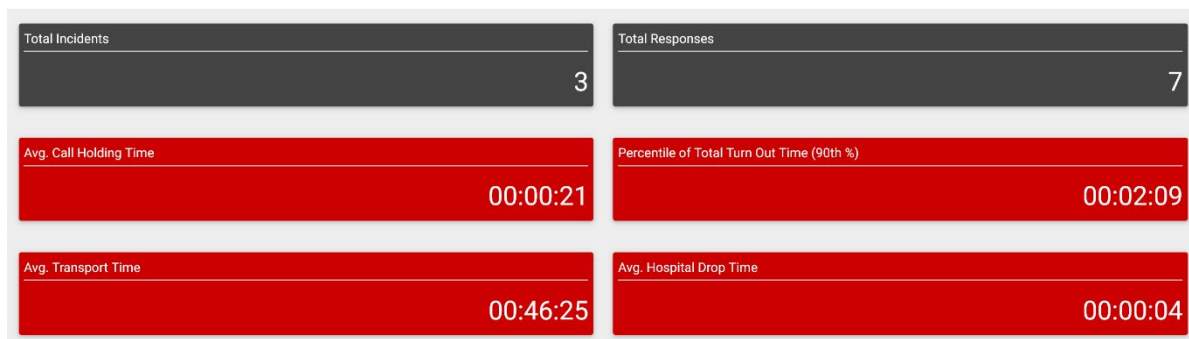 Total Incidents
3
Total Responses
7
Avg. Call Holding Time
00:00:21
Percentile of Total Turn Out Time (90th %)
00:02:09
Avg. Transport Time
00:46:25
Avg. Hospital Drop Time
00:00:04